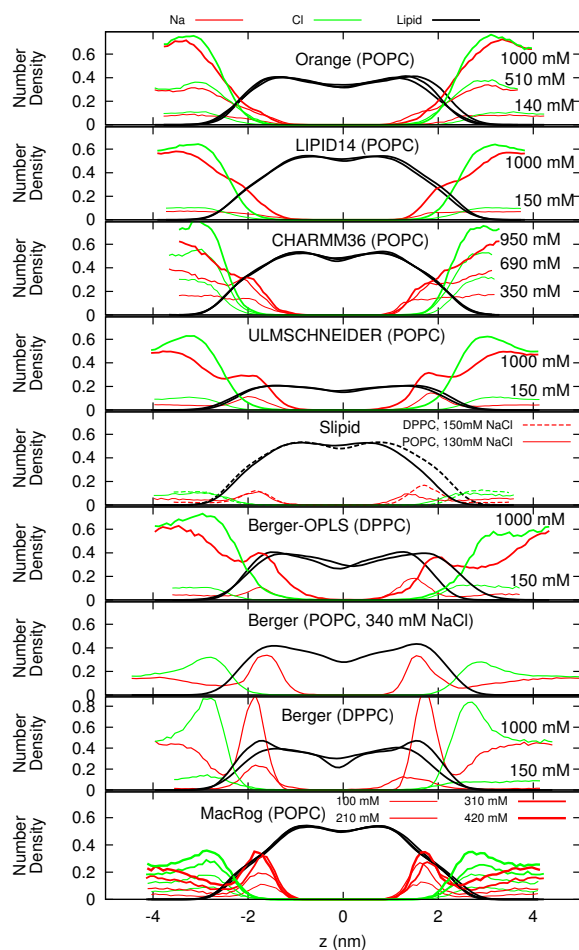 Na Cl Lipid
Number Density
0 0.2 0.4 0.6
Orange (POPC)
1000 mM
510 mM
140 mM
Number Density
0 0.2 0.4 0.6
LIPID14 (POPC)
1000 mM
150 mM
Number Density
0 0.2 0.4 0.6
CHARMM36 (POPC)
950 mM
690 mM
350 mM
Number Density
0 0.2 0.4 0.6
ULMSCHNEIDER (POPC)
1000 mM
150 mM
Number Density
0 0.2 0.4 0.6
Slipid
DPPC, 150mM NaCl
POPC, 130mM NaCl
Number Density
0 0.2 0.4 0.6
Berger-OPLS (DPPC)
1000 mM
150 mM
Number Density
0 0.2 0.4 0.6
Berger (POPC, 340 mM NaCl)
Number Density
0 0.2 0.4 0.6 0.8
Berger (DPPC)
1000 mM
150 mM
Number Density
0 0.2 0.4 0.6
MacRog (POPC)
100 mM 310 mM
210 mM 420 mM
-4 -2 0 2 4
z (nm)